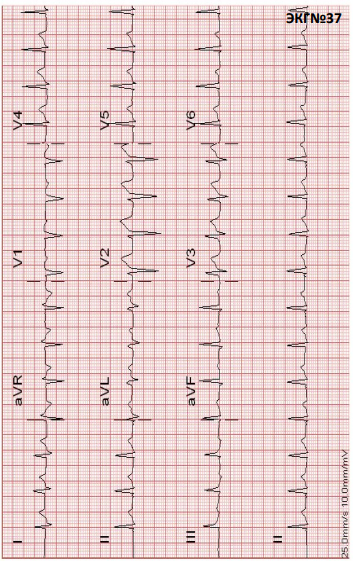 ЭКГ№37
I
aVR
V1
V4
II
aVL
V2
V5
III
aVF
V3
V6
II
25.0mm/s 10.0mm/mV